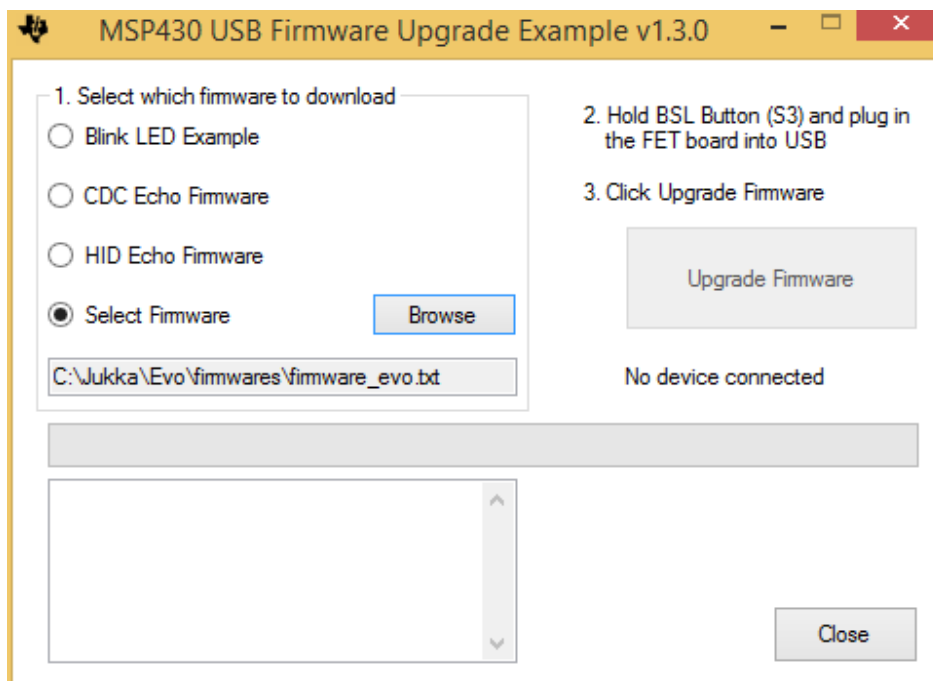 MSP430 USB Firmware Upgrade Example v1.3.0
1. Select which firmware to download
Blink LED Example
CDC Echo Firmware
HID Echo Firmware
Select Firmware
Browse
C:\Jukka\Evo\firmwares\firmware_evo.txt
2. Hold BSL Button (S3) and plug in
the FET board into USB
3. Click Upgrade Firmware
Upgrade Firmware
No device connected
Close